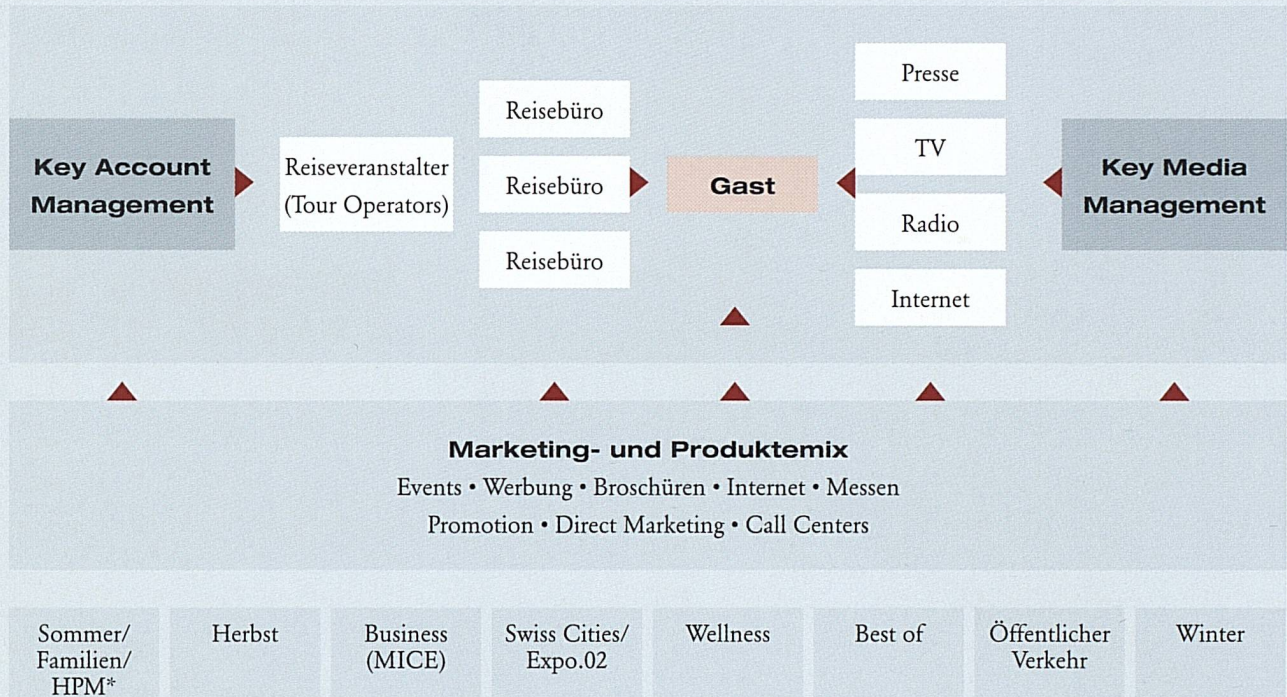 Key Account
Management
Reiseveranstalter
(Tour Operators)
Reisebüro
Reisebüro
Reisebüro
Gast
Presse
TV
Radio
Internet
Key Media
Management
Marketing- und Produktemix
Events • Werbung • Broschüren • Internet • Messen
Promotion • Direct Marketing • Call Centers
Sommer/
Familien/
HPM*
Herbst
Business
(MICE)
Swiss Cities/
Expo.02
Wellness
Best of
Öffentlicher
Verkehr
Winter